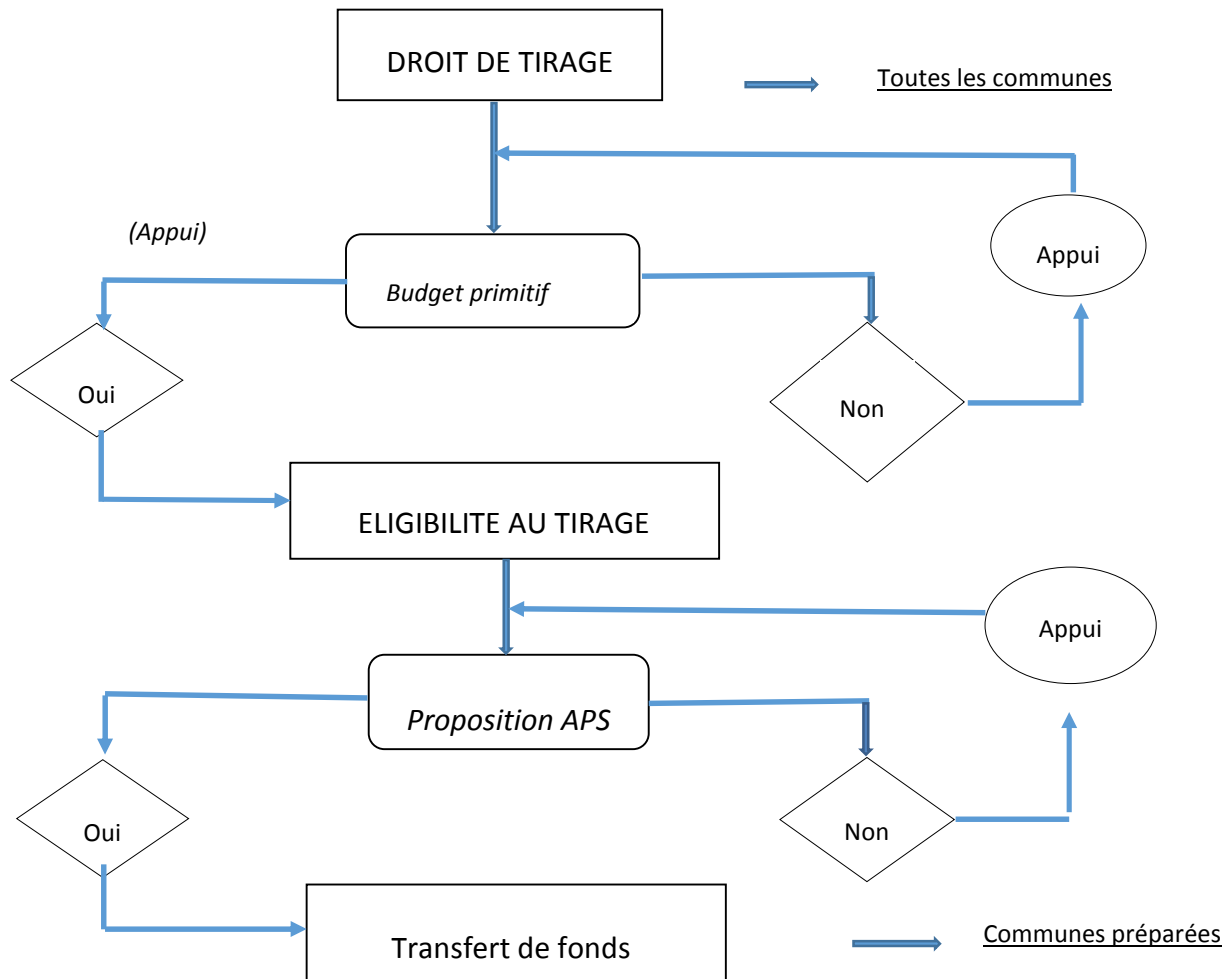 DROIT DE TIRAGE
Toutes les communes
(Appui)
Appui
Budget primitif
Oui
Non
ELIGIBILITE AU TIRAGE
Appui
Proposition APS
Oui
Non
Transfert de fonds
Communes préparées